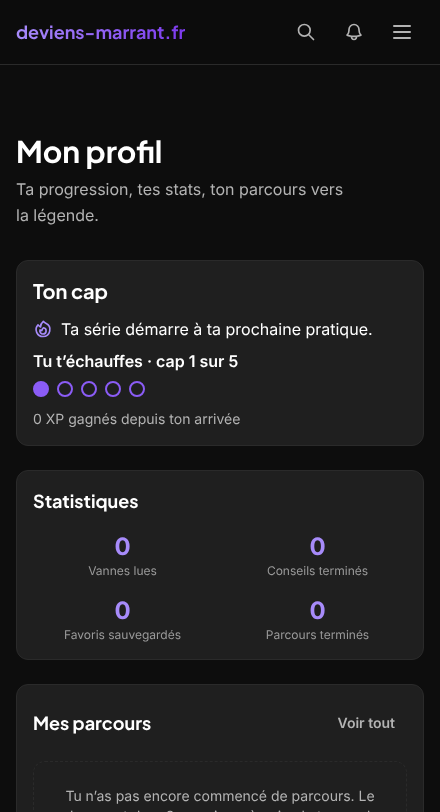 deviens-marrant.fr
Mon profil
Ta progression, tes stats, ton parcours vers
la légende.
Ton cap
Ta série démarre à ta prochaine pratique.
Tu t’échauffes · cap 1 sur 5
0 XP gagnés depuis ton arrivée
Statistiques
0
Vannes lues
0
Conseils terminés
0
Favoris sauvegardés
0
Parcours terminés
Mes parcours
Voir tout
Tu n’as pas encore commencé de parcours. Le